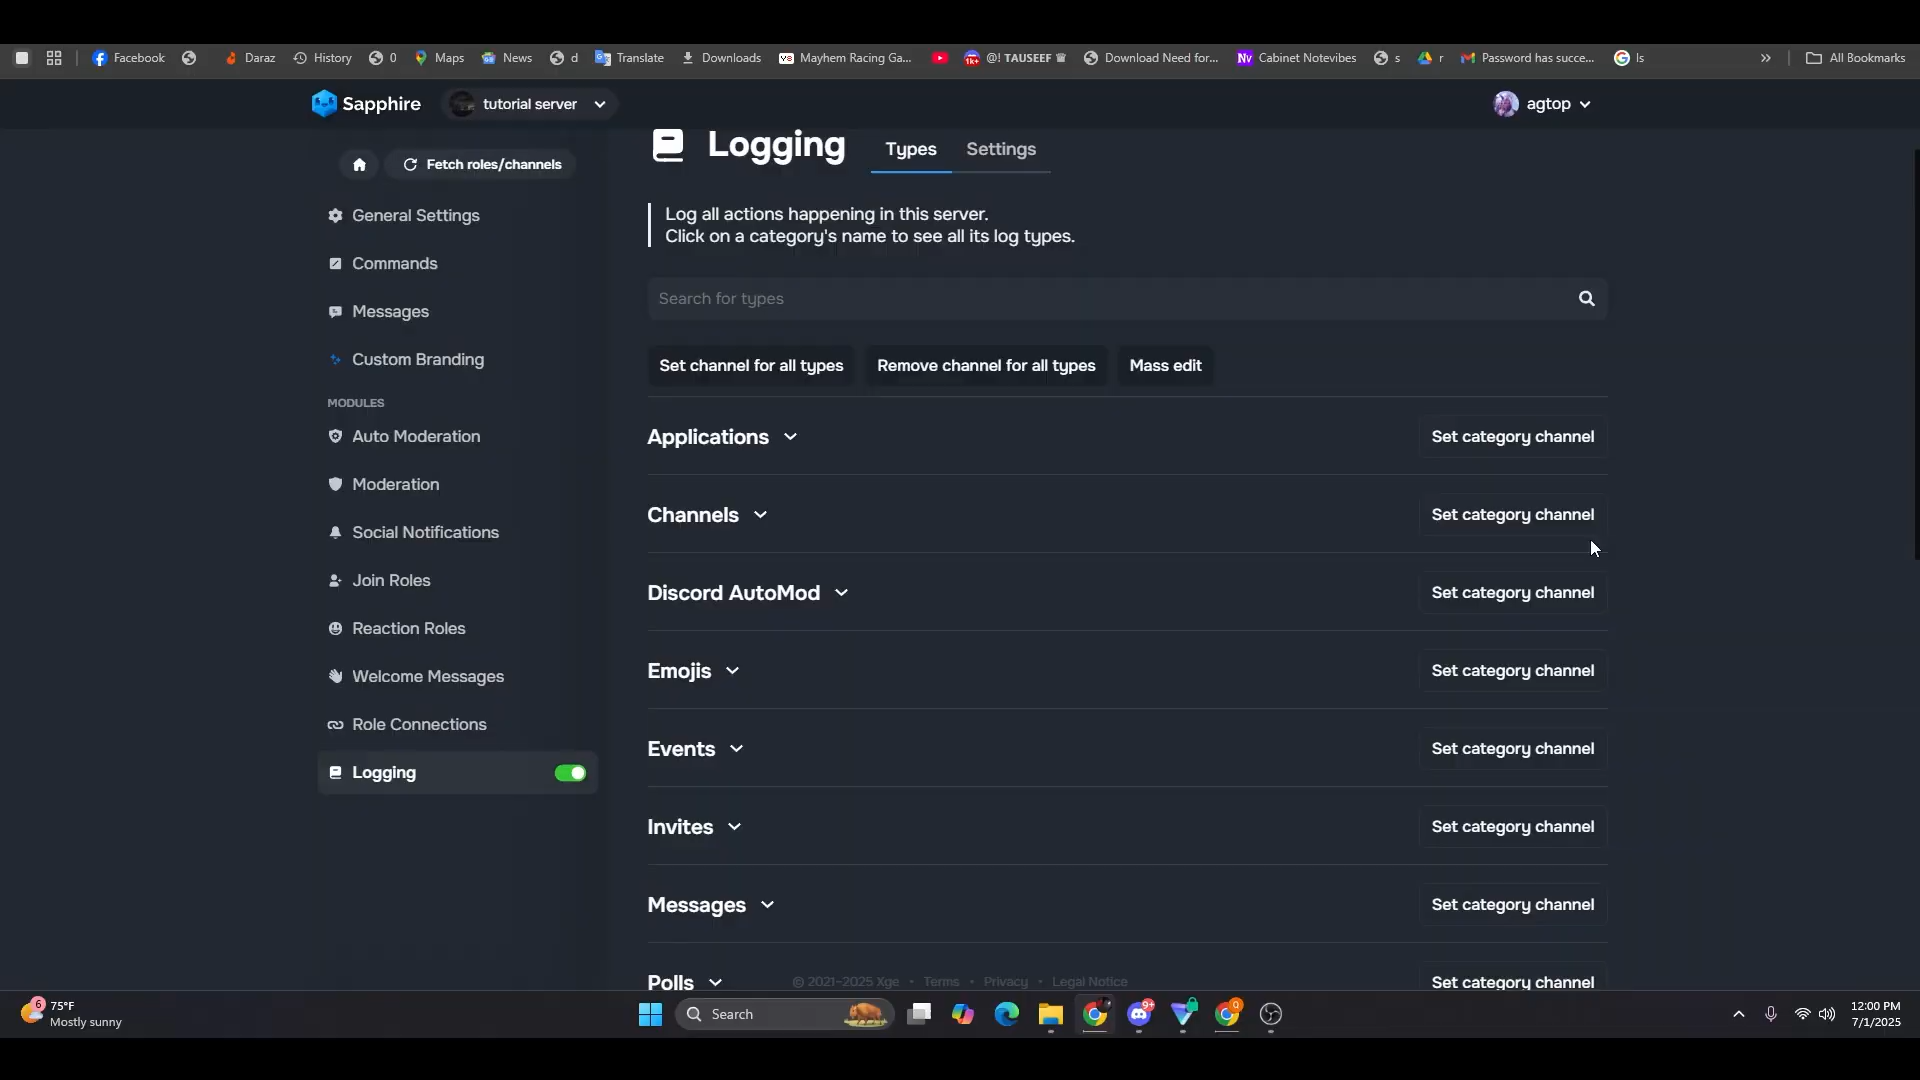 Facebook
Daraz
History
0
Maps
News
d
Translate
Downloads
Mayhem Racing Ga...
@! TAUSEEF
Download Need for...
Cabinet Notevibes
s
r
Password has succe...
ls
All Bookmarks
Sapphire
tutorial server
agtop
Fetch roles/channels
General Settings
Commands
Messages
Custom Branding
MODULES
Auto Moderation
Moderation
Social Notifications
Join Roles
Reaction Roles
Welcome Messages
Role Connections
Logging
Logging
Types
Settings
Log all actions happening in this server.
Click on a category's name to see all its log types.
Search for types
Set channel for all types
Remove channel for all types
Mass edit
Applications
Set category channel
Channels
Set category channel
Discord AutoMod
Set category channel
Emojis
Set category channel
Events
Set category channel
Invites
Set category channel
Messages
Set category channel
Polls
Set category channel
© 2021–2025 Xge • Terms • Privacy • Legal Notice
6
75°F
Mostly sunny
Search
9+
0
12:00 PM
7/1/2025